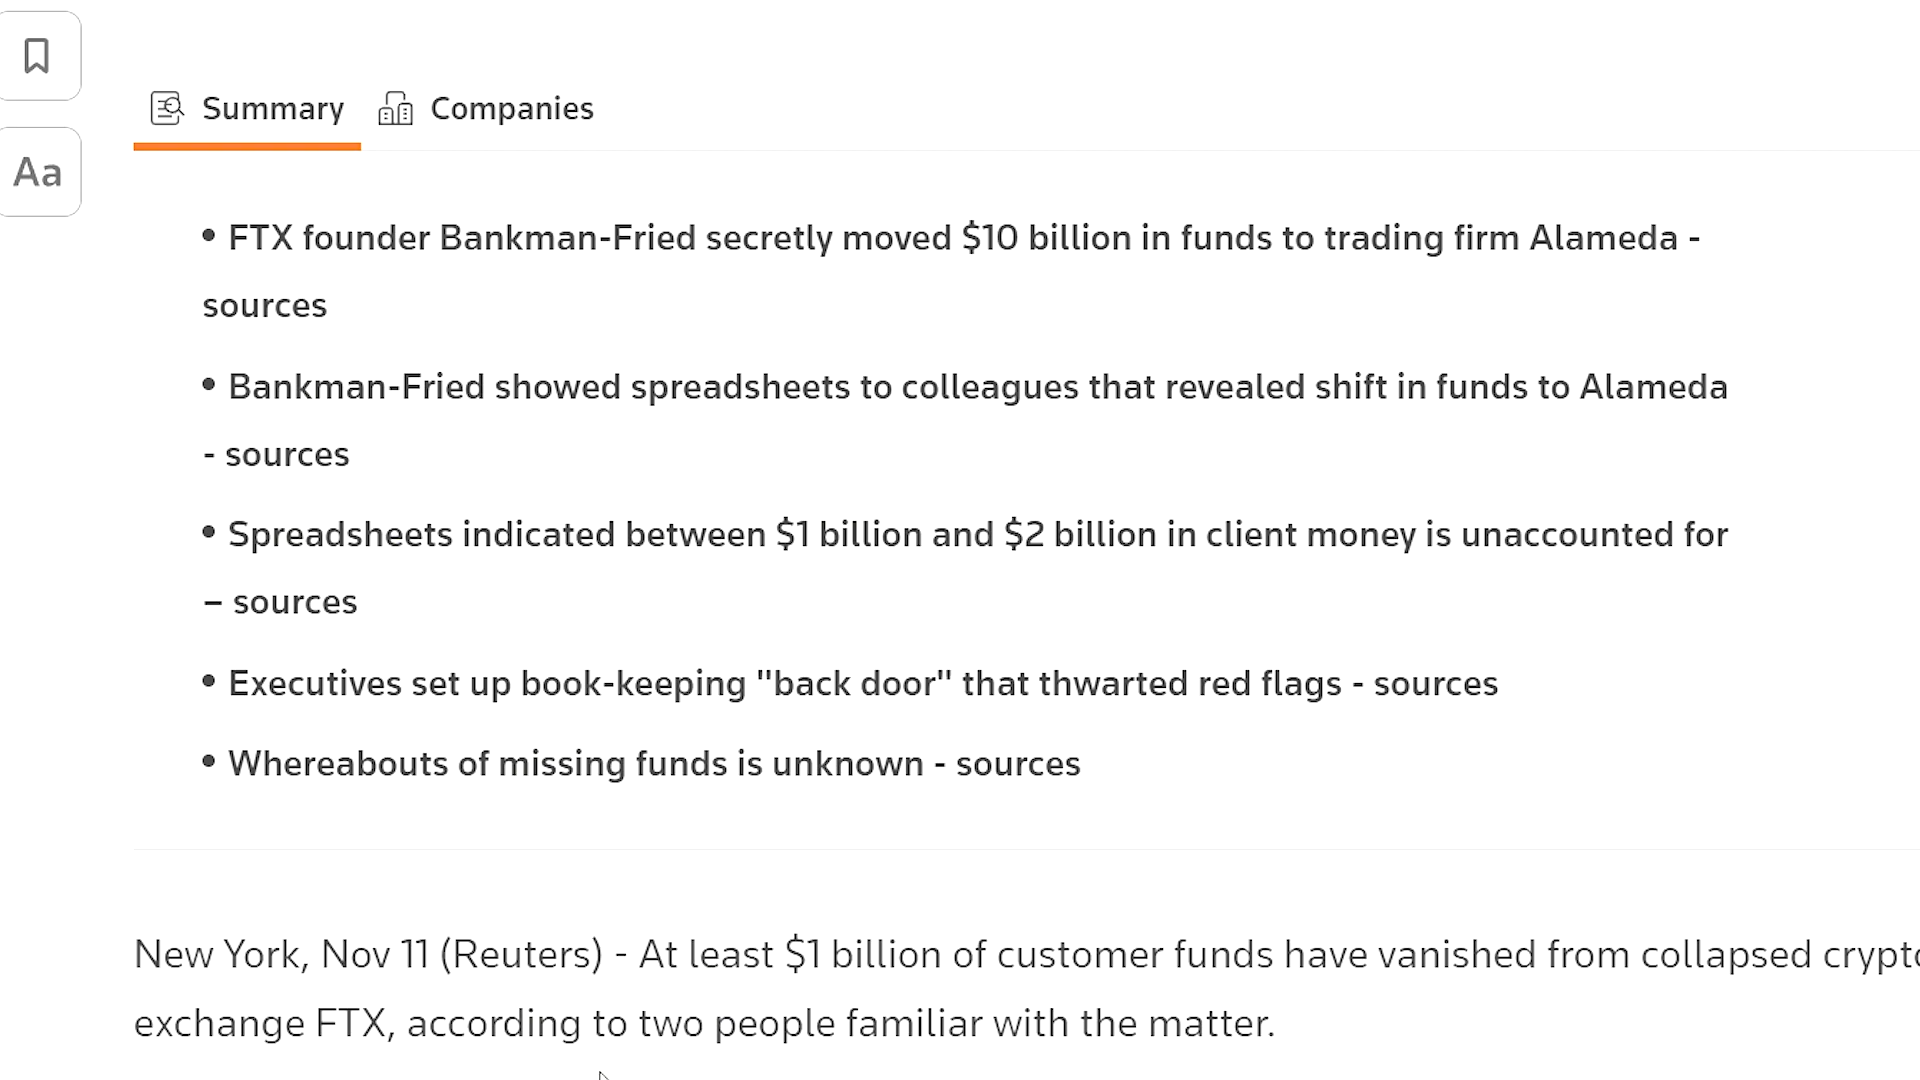 Aa
Summary Companies
• FTX founder Bankman-Fried secretly moved $10 billion in funds to trading firm Alameda -
sources
• Bankman-Fried showed spreadsheets to colleagues that revealed shift in funds to Alameda
- sources
• Spreadsheets indicated between $1 billion and $2 billion in client money is unaccounted for
– sources
• Executives set up book-keeping "back door" that thwarted red flags - sources
• Whereabouts of missing funds is unknown - sources
New York, Nov 11 (Reuters) - At least $1 billion of customer funds have vanished from collapsed crypto
exchange FTX, according to two people familiar with the matter.